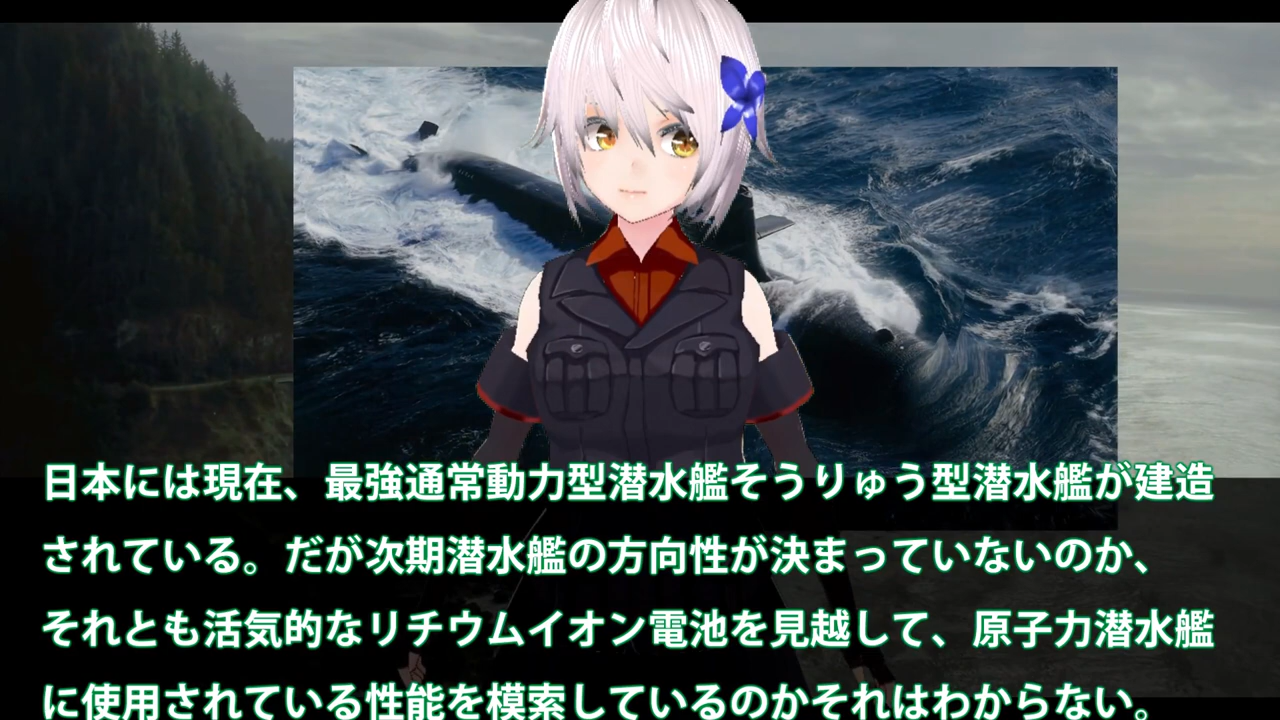 日本には現在、最強通常動力型潜水艦そうりゅう型潜水艦が建造
されている。だが次期潜水艦の方向性が決まっていないのか、
それとも活気的なリチウムイオン電池を見越して、原子力潜水艦
に使用されている性能を模索しているのかそれはわからない。